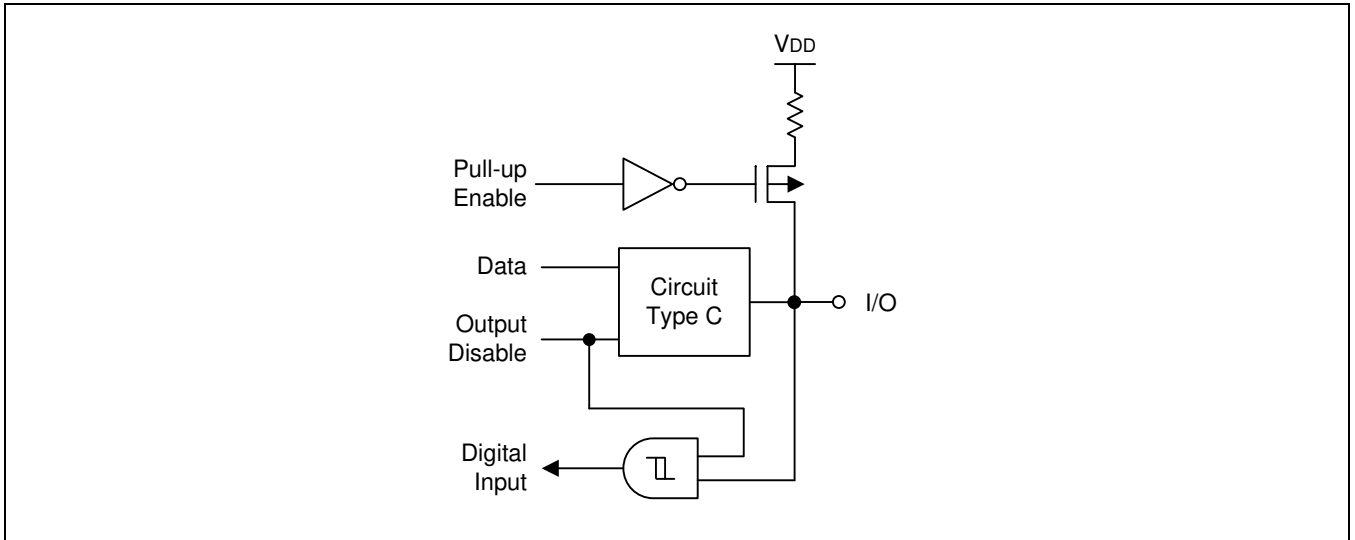 VDD
Pull-up
Enable
Data
Circuit
Type C
I/O
Output
Disable
Digital
Input